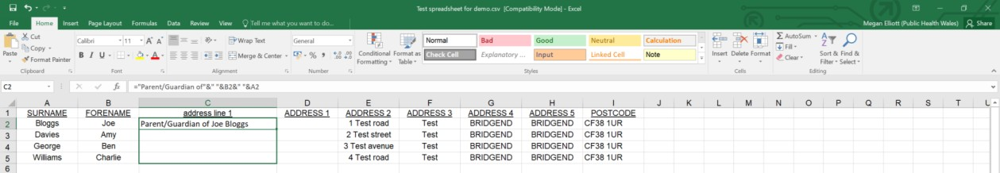 Test spreadsheet for demo.csv [Compatibility Mode] - Excel
File Home Insert Page Layout Formulas Data Review View Tell me what you want to do... Megan Elliott (Public Health Wales) Share
Cut
Copy
Format Painter
Paste
Clipboard
Calibri 11 A A
B I U A
Font
Wrap Text
Merge & Center
Alignment
General
% , .0 .00 .00 .0
Number
Conditional Formatting
Format as Table
Normal Bad Good Neutral Calculation
Check Cell Explanatory ... Input Linked Cell Note
Styles
Insert Delete Format
Cells
AutoSum
Fill
Clear
Sort & Filter
Find & Select
Editing
C2 fx ="Parent/Guardian of"&" "&B2&" "&A2
A B C D E F G H I J K L M N O P Q R S T U
1 SURNAME FORENAME address line 1 ADDRESS 1 ADDRESS 2 ADDRESS 3 ADDRESS 4 ADDRESS 5 POSTCODE
2 Bloggs Joe Parent/Guardian of Joe Bloggs 1 Test road Test BRIDGEND BRIDGEND CF38 1UR
3 Davies Amy 2 Test street Test BRIDGEND BRIDGEND CF38 1UR
4 George Ben 3 Test avenue Test BRIDGEND BRIDGEND CF38 1UR
5 Williams Charlie 4 Test road Test BRIDGEND BRIDGEND CF38 1UR
6